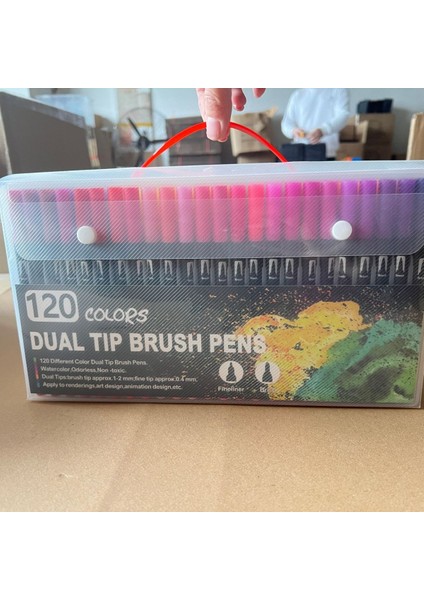 120 COLORS
DUAL TIP BRUSH PENS
120 Different Color Dual Tip Brush Pens.
Watercolor,Odorless,Non -toxic.
Dual Tips:brush tip approx.1-2 mm;fine tip approx.0.4 mm.
Apply to renderings,art design,animation design,etc.
Fineliner